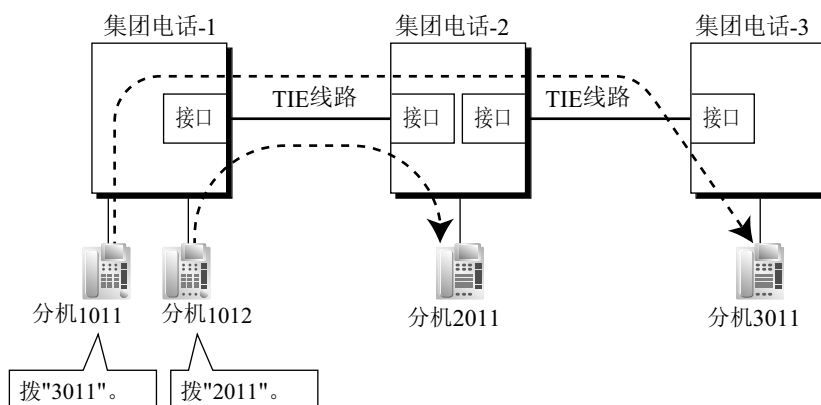 集团电话-1
集团电话-2
集团电话-3
TIE线路
TIE线路
接口
接口
接口
接口
分机1011
分机1012
分机2011
分机3011
拨"3011"。
拨"2011"。